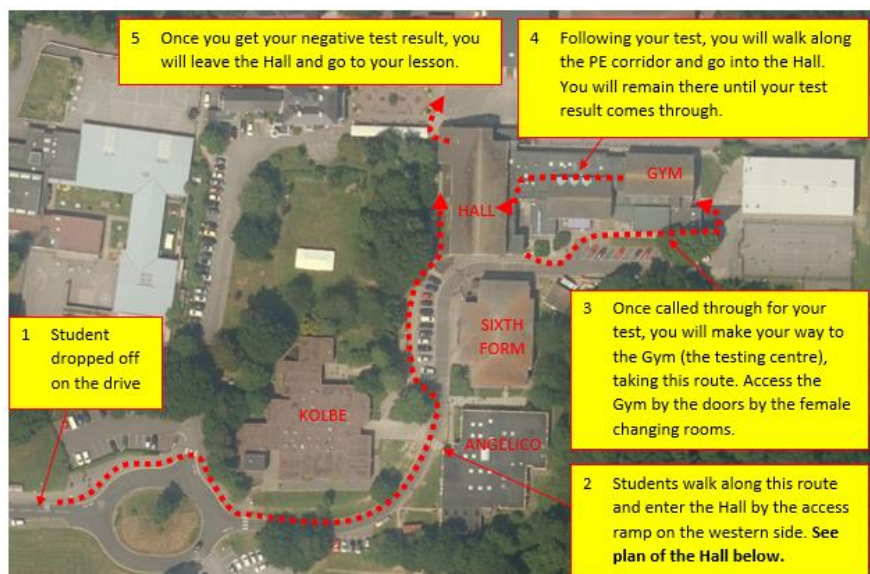 5 Once you get your negative test result, you
will leave the Hall and go to your lesson.
4 Following your test, you will walk along
the PE corridor and go into the Hall.
You will remain there until your test
result comes through.
GYM
HALL
1 Student
dropped off
on the drive
SIXTH
FORM
3 Once called through for your
test, you will make your way to
the Gym (the testing centre),
taking this route. Access the
Gym by the doors by the female
changing rooms.
KOLBE
ANGELICO
2 Students walk along this route
and enter the Hall by the access
ramp on the western side. See
plan of the Hall below.